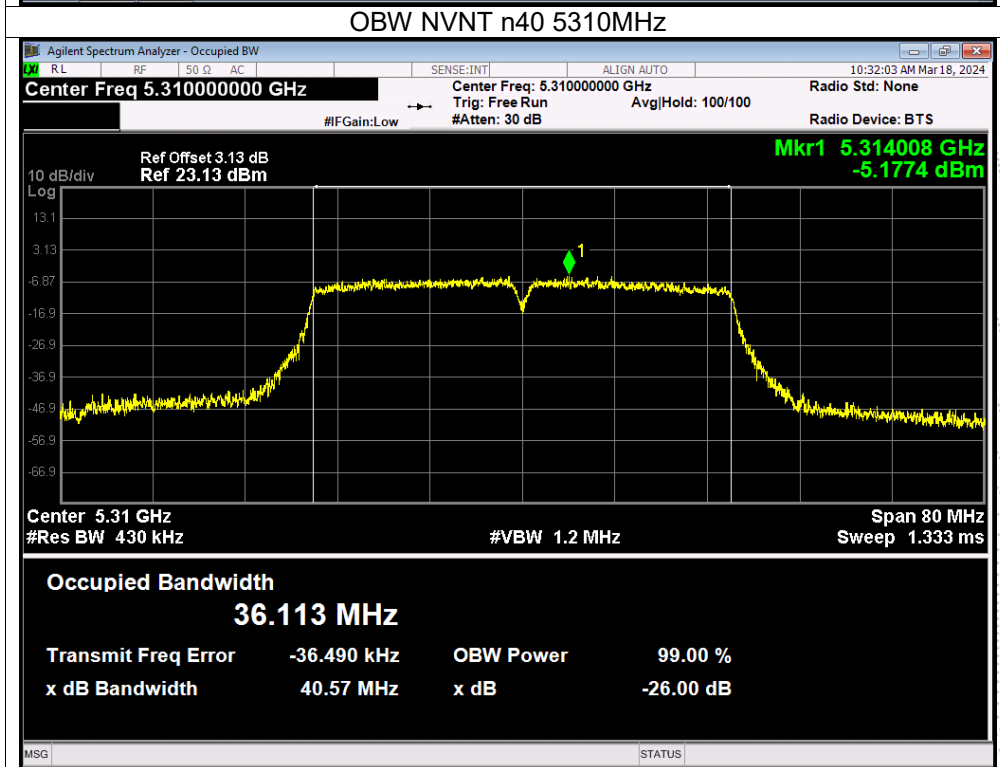 OBW NVNT n40 5310MHz
Agilent Spectrum Analyzer - Occupied BW
LXI RL RF 50 Ω AC SENSE:INT ALIGN AUTO 10:32:03 AM Mar 18, 2024
Center Freq 5.310000000 GHz Center Freq: 5.310000000 GHz Radio Std: None
Trig: Free Run Avg|Hold: 100/100
#IFGain:Low #Atten: 30 dB Radio Device: BTS
Mkr1 5.314008 GHz
-5.1774 dBm
Ref Offset 3.13 dB
10 dB/div Ref 23.13 dBm
Log
13.1
3.13
1
-6.87
-16.9
-26.9
-36.9
-46.9
-56.9
-66.9
Center 5.31 GHz Span 80 MHz
#Res BW 430 kHz #VBW 1.2 MHz Sweep 1.333 ms
Occupied Bandwidth
36.113 MHz
Transmit Freq Error -36.490 kHz OBW Power 99.00 %
x dB Bandwidth 40.57 MHz x dB -26.00 dB
MSG STATUS